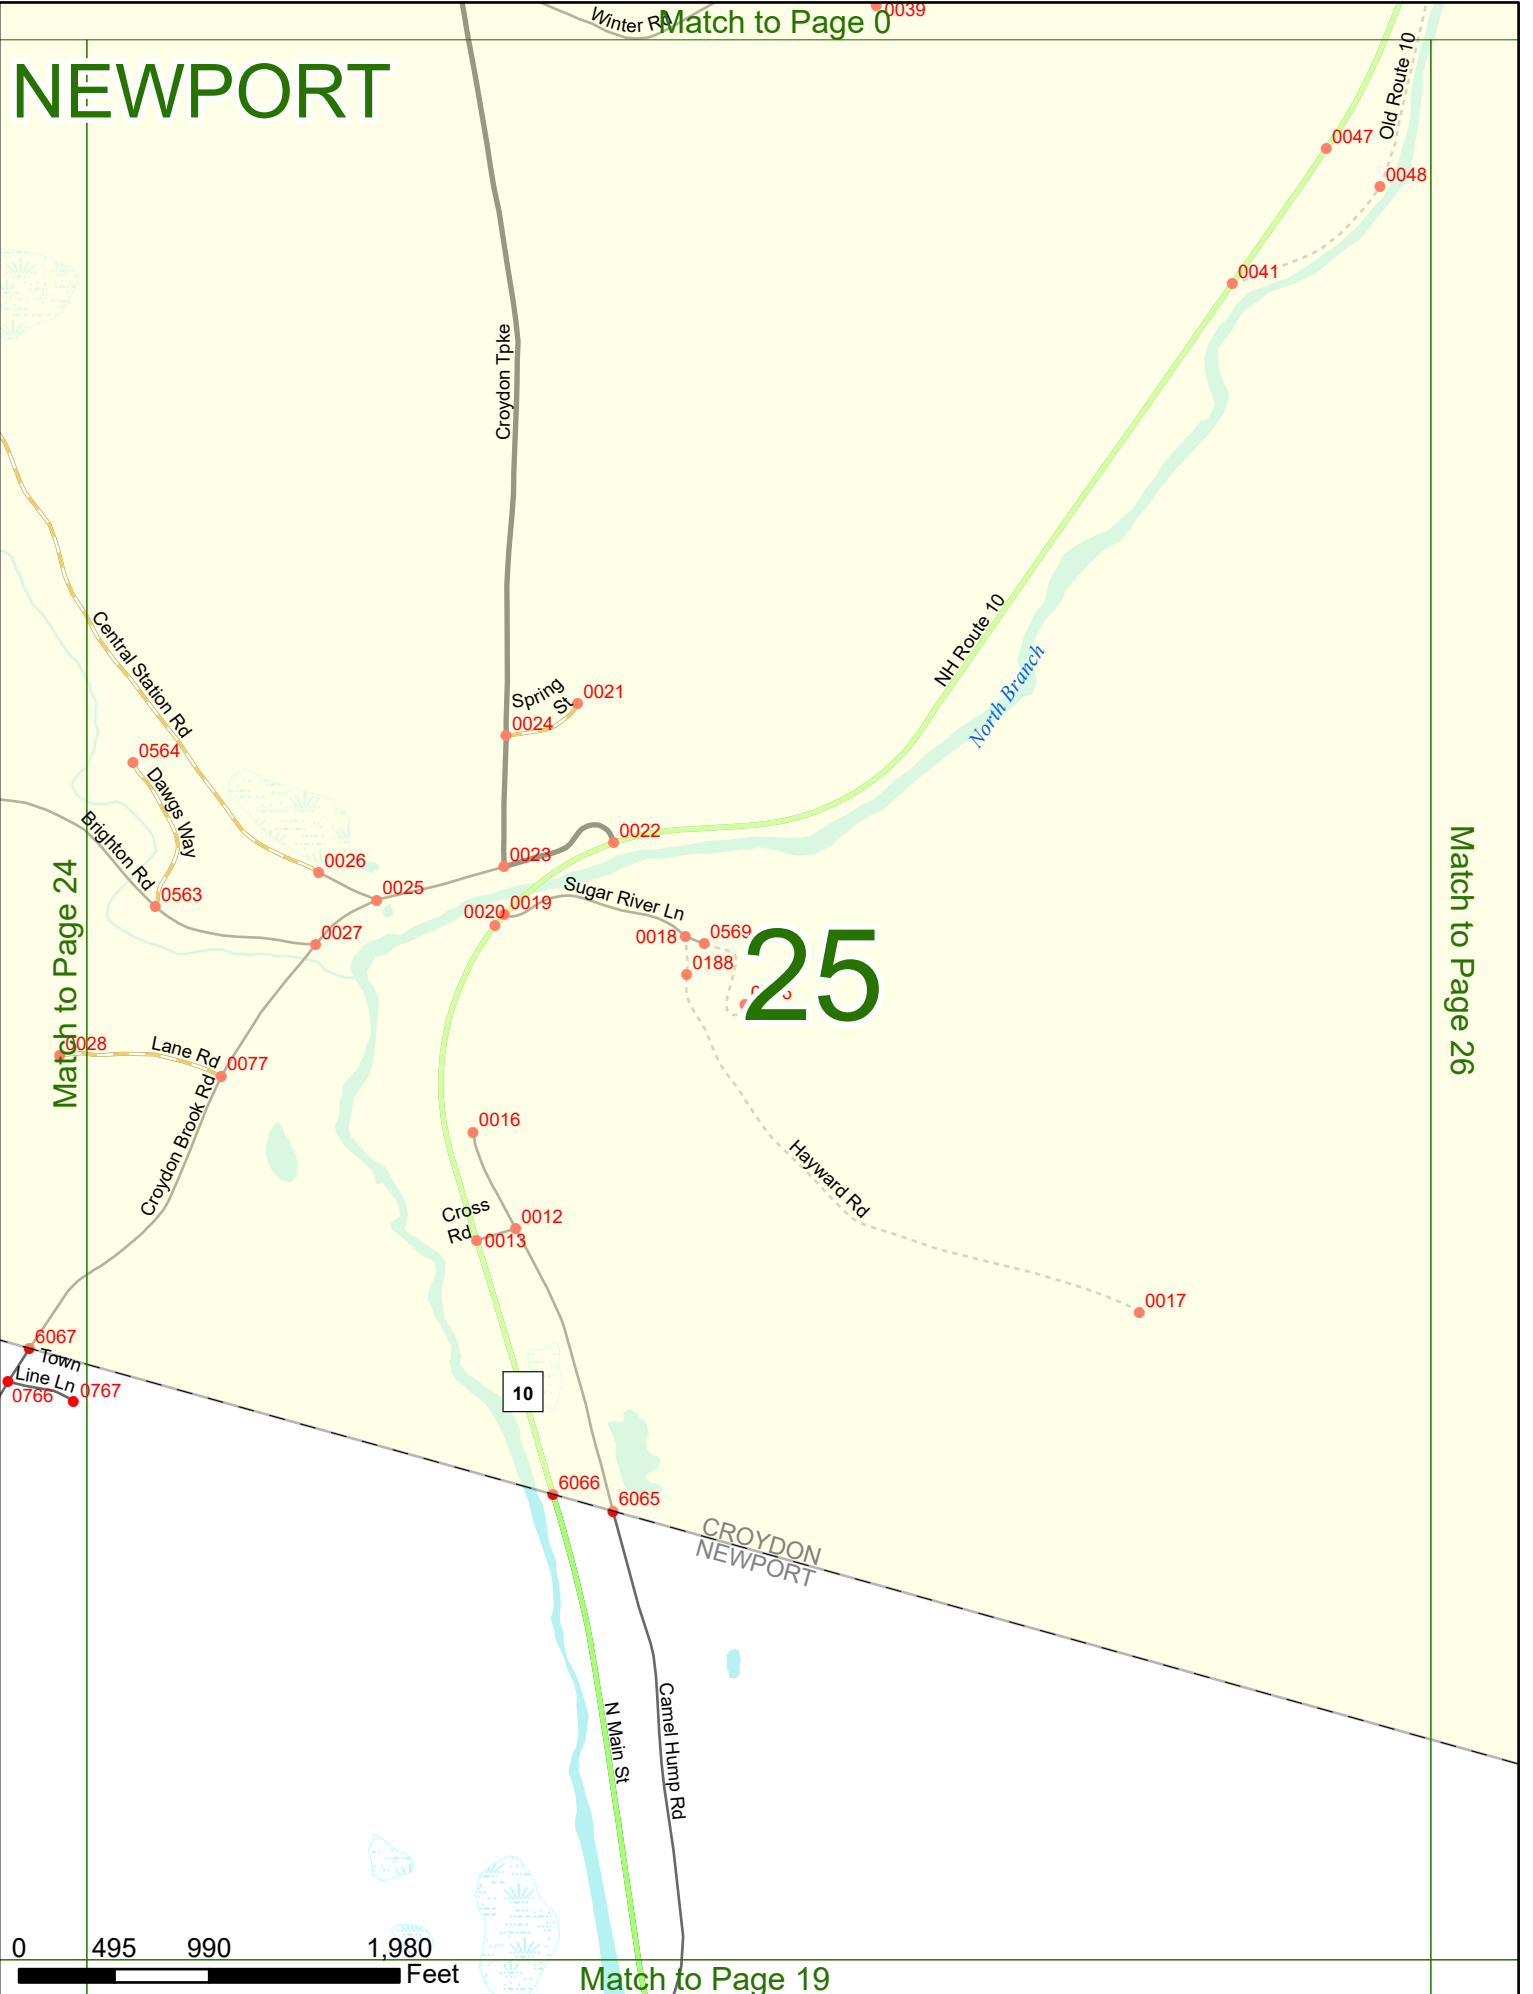 Winter Rd
0039
Match to Page 0
NEWPORT
Old Route 10
0047
0048
0041
Croydon Tpke
NH Route 10
Central Station Rd
North Branch
Spring
St
0021
0024
0564
Dawgs Way
Brighton Rd
0022
0023
0026
0025
0563
Sugar River Ln
0019
0020
0027
0018
0569
0188
25
Match to Page 24
Match to Page 26
0028
Lane Rd
0077
Croydon Brook Rd
0016
Hayward Rd
Cross
Rd
0012
0013
0017
6067
Town
Line Ln
0766
0767
10
6066
6065
CROYDON
NEWPORT
N Main St
Camel Hump Rd
0 495 990 1,980
Feet
Match to Page 19